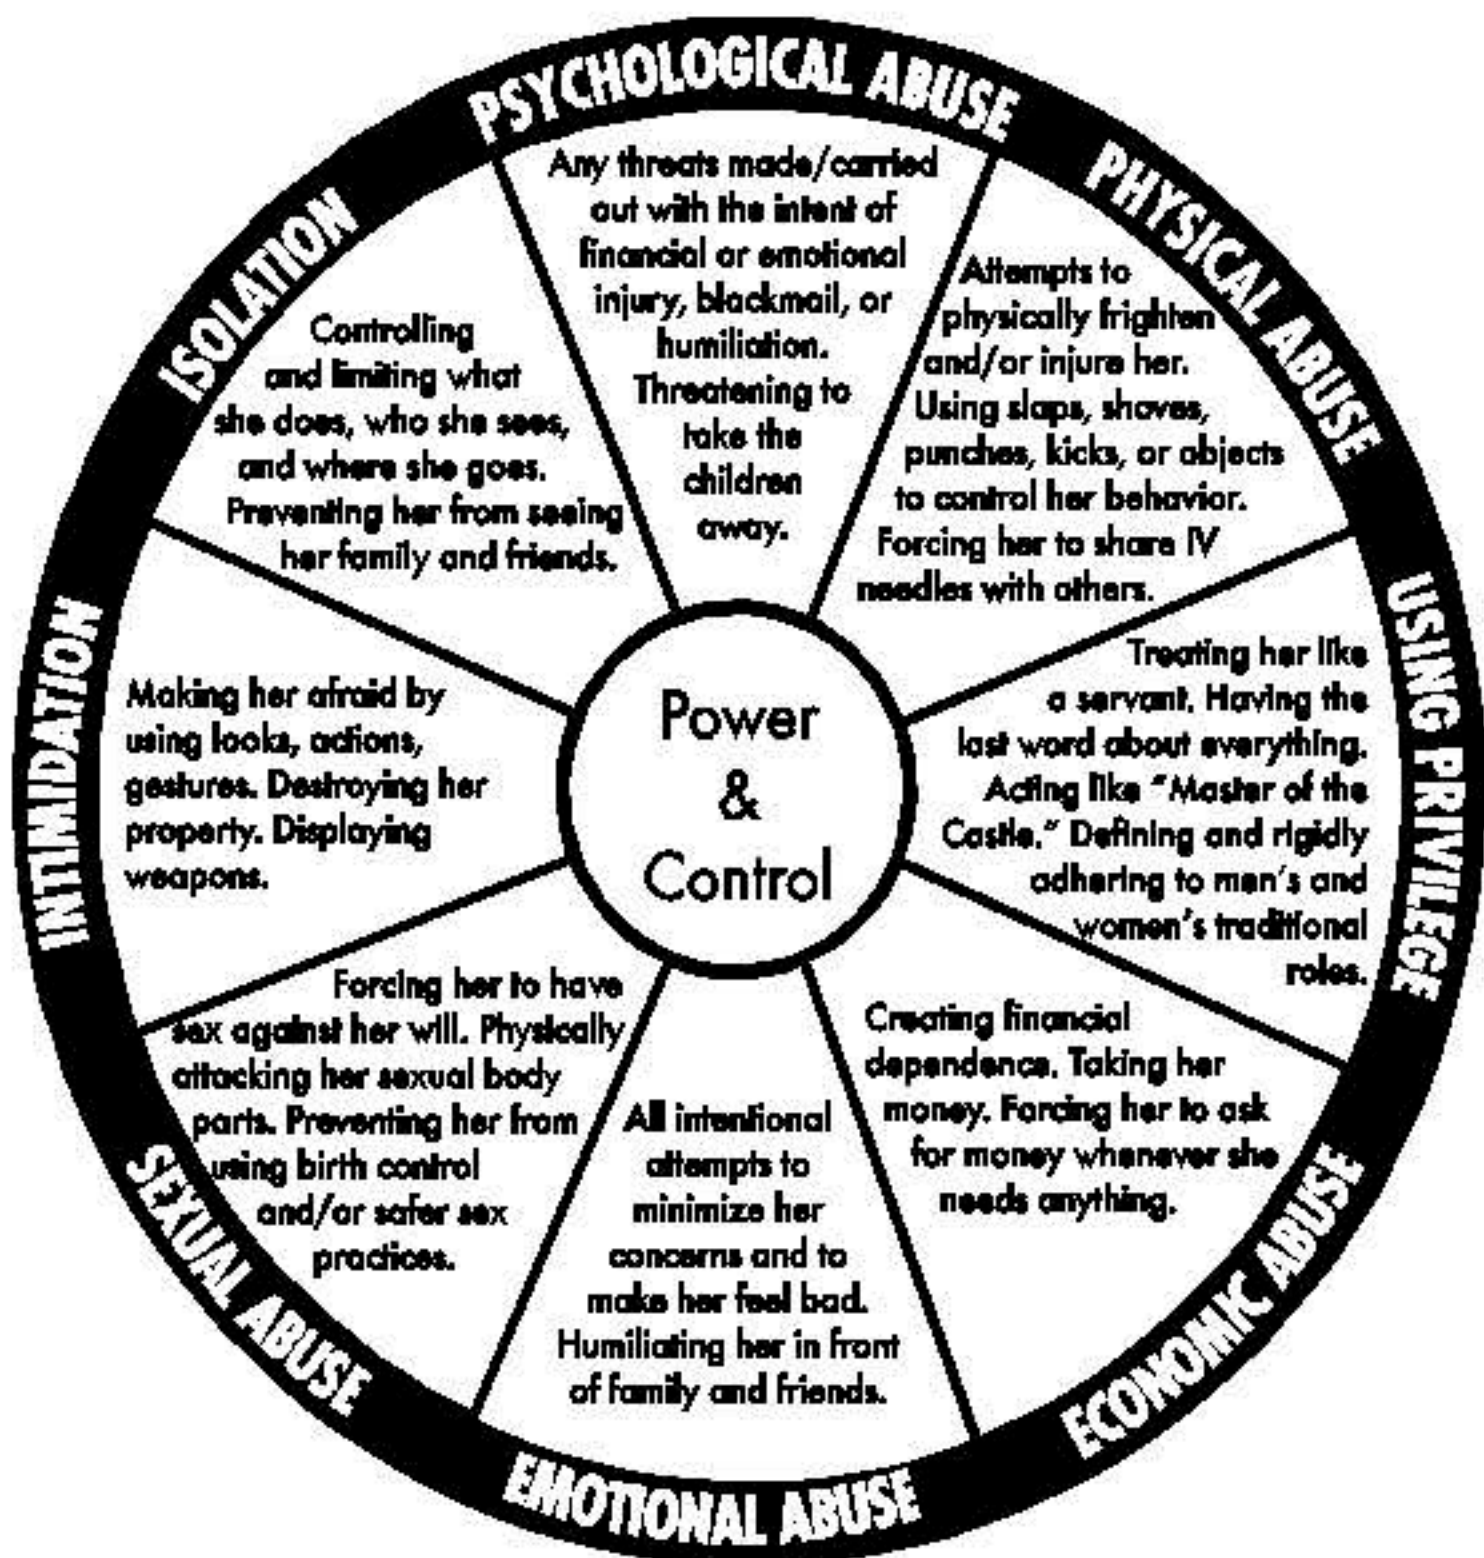 PSYCHOLOGICAL ABUSE
Any threats made/carried
out with the intent of
financial or emotional
injury, blackmail, or
humiliation.
Threatening to
take the
children
away.
PHYSICAL ABUSE
Attempts to
physically frighten
and/or injure her.
Using slaps, shoves,
punches, kicks, or objects
to control her behavior.
Forcing her to share IV
needles with others.
USING PRIVILEGE
Treating her like
a servant. Having the
last word about everything.
Acting like "Master of the
Castle." Defining and rigidly
adhering to men's and
women's traditional
roles.
ECONOMIC ABUSE
Creating financial
dependence. Taking her
money. Forcing her to ask
for money whenever she
needs anything.
EMOTIONAL ABUSE
All intentional
attempts to
minimize her
concerns and to
make her feel bad.
Humiliating her in front
of family and friends.
SEXUAL ABUSE
Forcing her to have
sex against her will. Physically
attacking her sexual body
parts. Preventing her from
using birth control
and/or safer sex
practices.
INTIMIDATION
Making her afraid by
using looks, actions,
gestures. Destroying her
property. Displaying
weapons.
ISOLATION
Controlling
and limiting what
she does, who she sees,
and where she goes.
Preventing her from seeing
her family and friends.
Power
&
Control